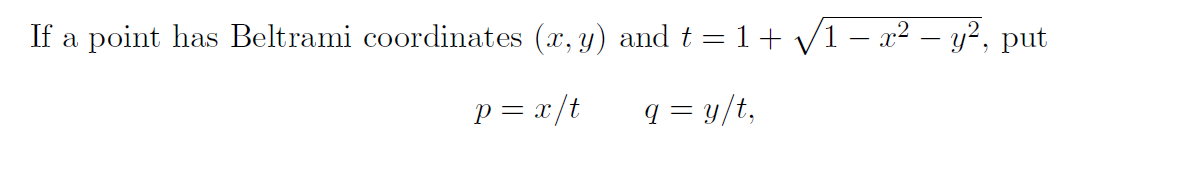 If a point has Beltrami coordinates (x, y) and t = 1 + √(1 − x² − y²), put
p = x/t q = y/t,